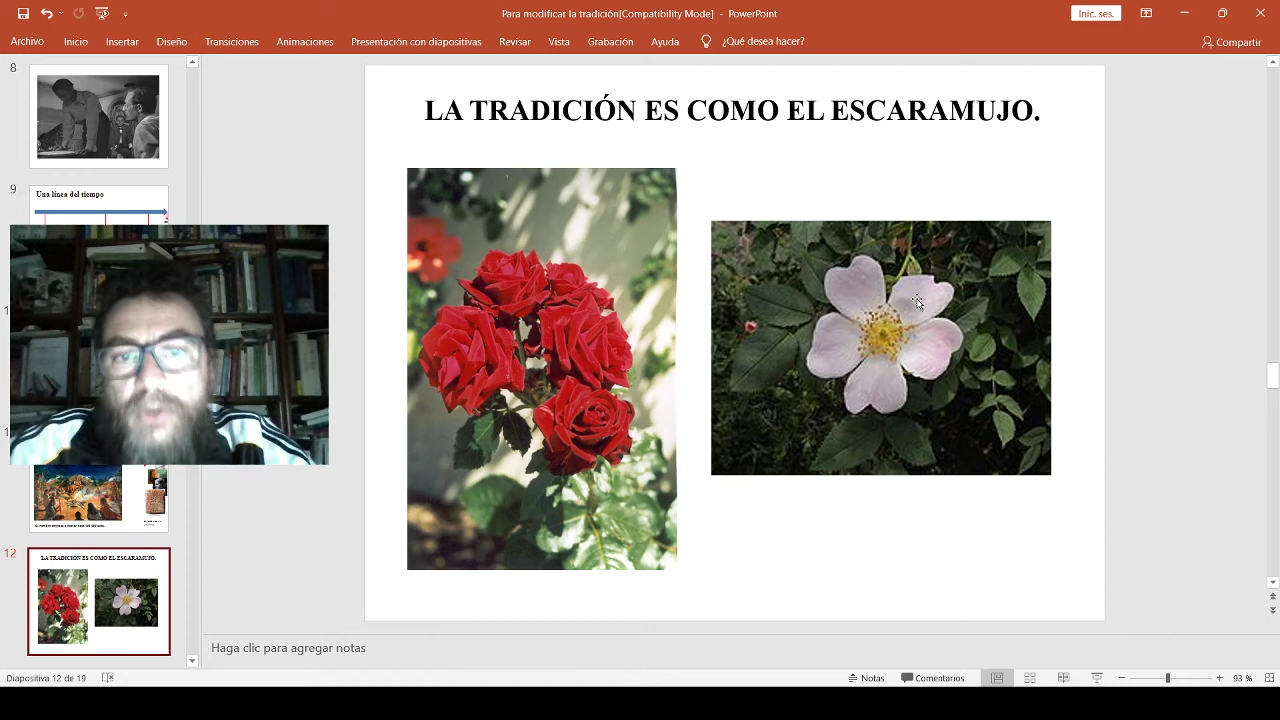 Para modificar la tradición[Compatibility Mode] - PowerPoint
Inic. ses.
Archivo Inicio Insertar Diseño Transiciones Animaciones Presentación con diapositivas Revisar Vista Grabación Ayuda ¿Qué desea hacer? Compartir
8
9
Una línea del tiempo
12
LA TRADICIÓN ES COMO EL ESCARAMUJO.
LA TRADICIÓN ES COMO EL ESCARAMUJO.
Haga clic para agregar notas
Diapositiva 12 de 19
Notas Comentarios 93 %